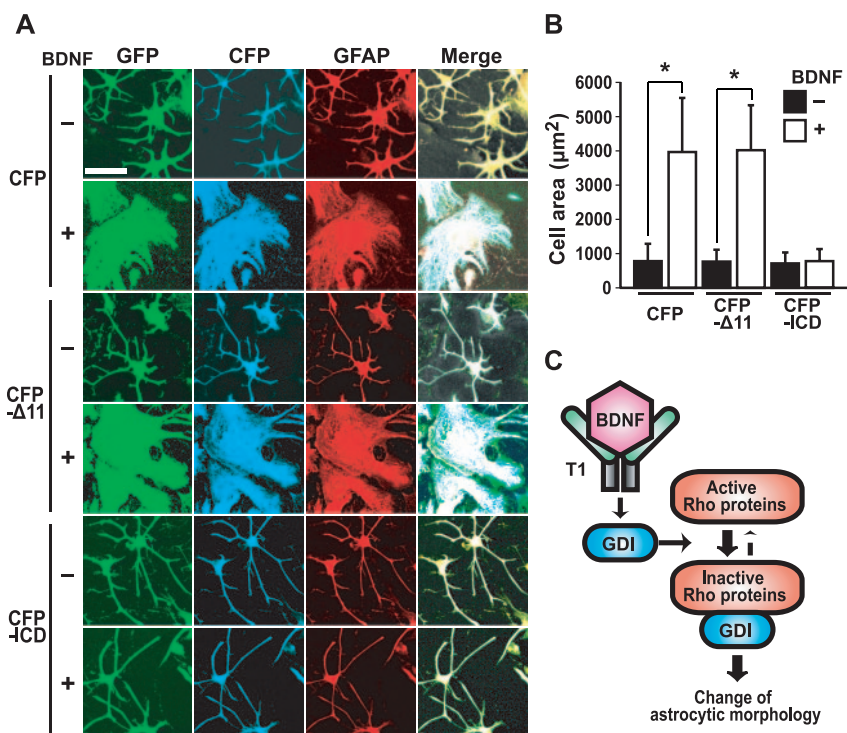 A
BDNF GFP CFP GFAP Merge
CFP
−
+
CFP
-Δ11
−
+
CFP
-ICD
−
+
B
BDNF
−
+
* *
Cell area (µm²)
6000
5000
4000
3000
2000
1000
0
CFP CFP CFP
-Δ11 -ICD
C
BDNF
T1
Active
Rho proteins
GDI
Inactive
Rho proteins
GDI
Change of
astrocytic morphology